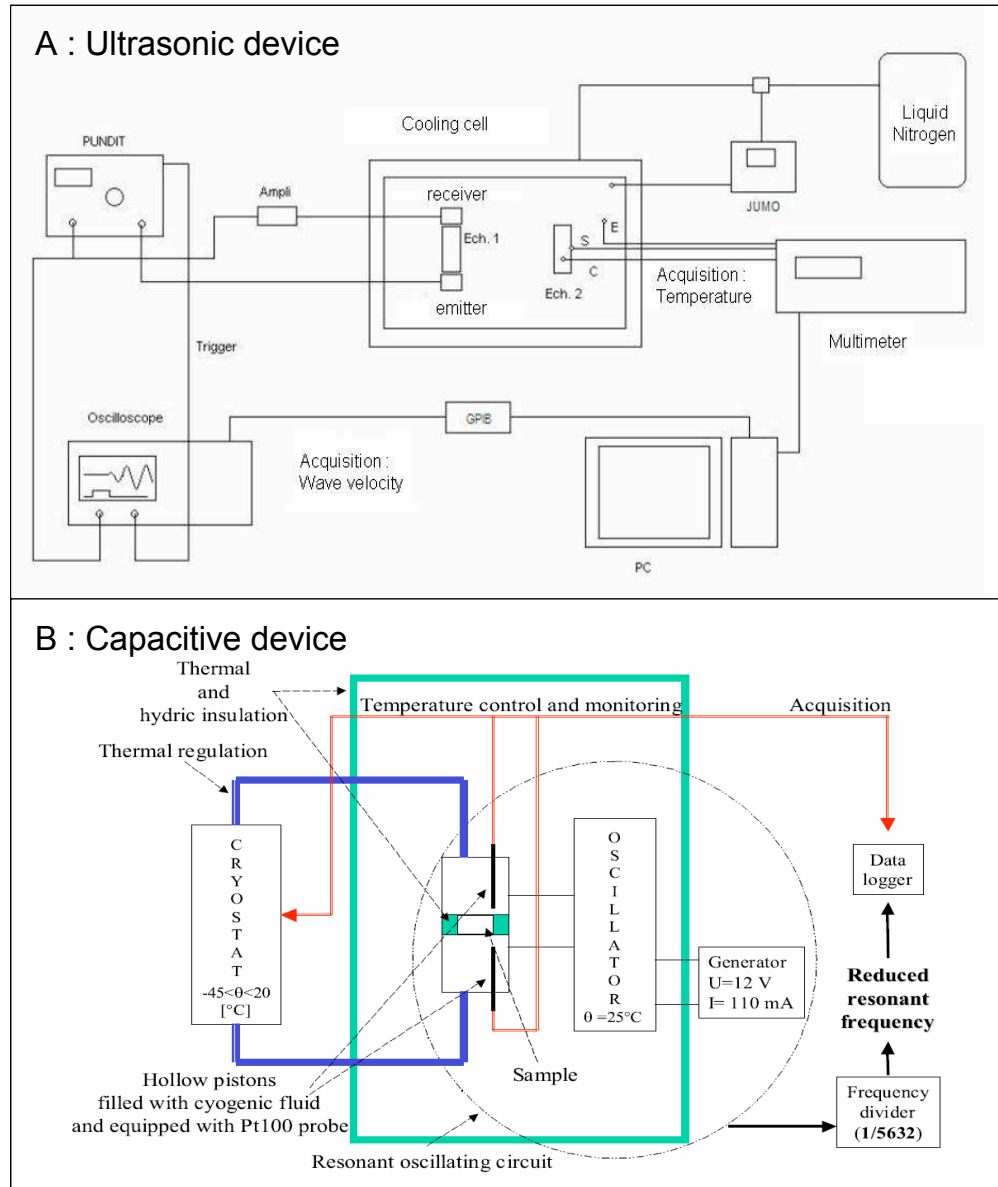 A : Ultrasonic device
Cooling cell
Liquid
Nitrogen
PUNDIT
Ampli
receiver
JUMO
E
Ech. 1
S
C
Ech. 2
Acquisition :
Temperature
emitter
Multimeter
Trigger
Oscilloscope
GPIB
Acquisition :
Wave velocity
PC
B : Capacitive device
Thermal
and
hydric insulation
Temperature control and monitoring
Acquisition
Thermal regulation
CRYOSTAT
-45<θ<20
[°C]
OSCILLATOR
θ =25°C
Data
logger
Generator
U=12 V
I= 110 mA
Reduced
resonant
frequency
Hollow pistons
filled with cyogenic fluid
and equipped with Pt100 probe
Sample
Resonant oscillating circuit
Frequency
divider
(1/5632)